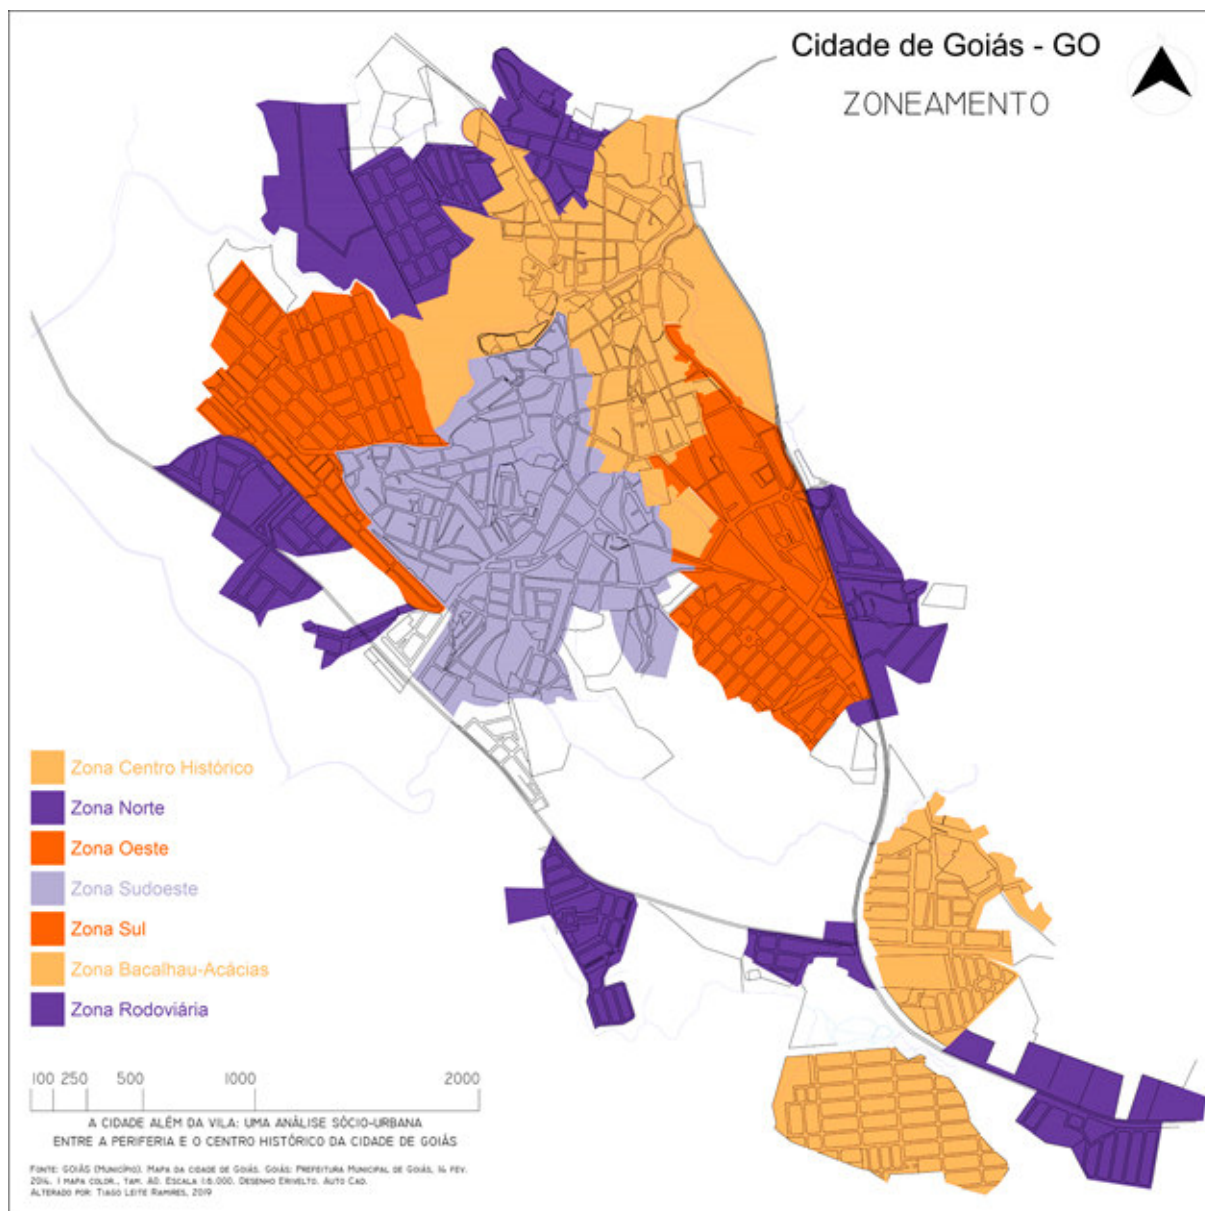 Cidade de Goiás - GO
ZONEAMENTO
Zona Centro Histórico
Zona Norte
Zona Oeste
Zona Sudoeste
Zona Sul
Zona Bacalhau-Acácias
Zona Rodoviária
100 250 500 1000 2000
A CIDADE ALÉM DA VILA: UMA ANÁLISE SÓCIO-URBANA
ENTRE A PERIFERIA E O CENTRO HISTÓRICO DA CIDADE DE GOIÁS
FONTE: GOIÁS (MUNICÍPIO). MAPA DA CIDADE DE GOIÁS. GOIÁS: PREFEITURA MUNICIPAL DE GOIÁS, 14 FEV.
2014. 1 MAPA COLOR., TAM. A0. ESCALA 1:6.000. DESENHO ERIVELTO. AUTO CAD.
ALTERADO POR: TIAGO LEITE RAMIRES, 2019